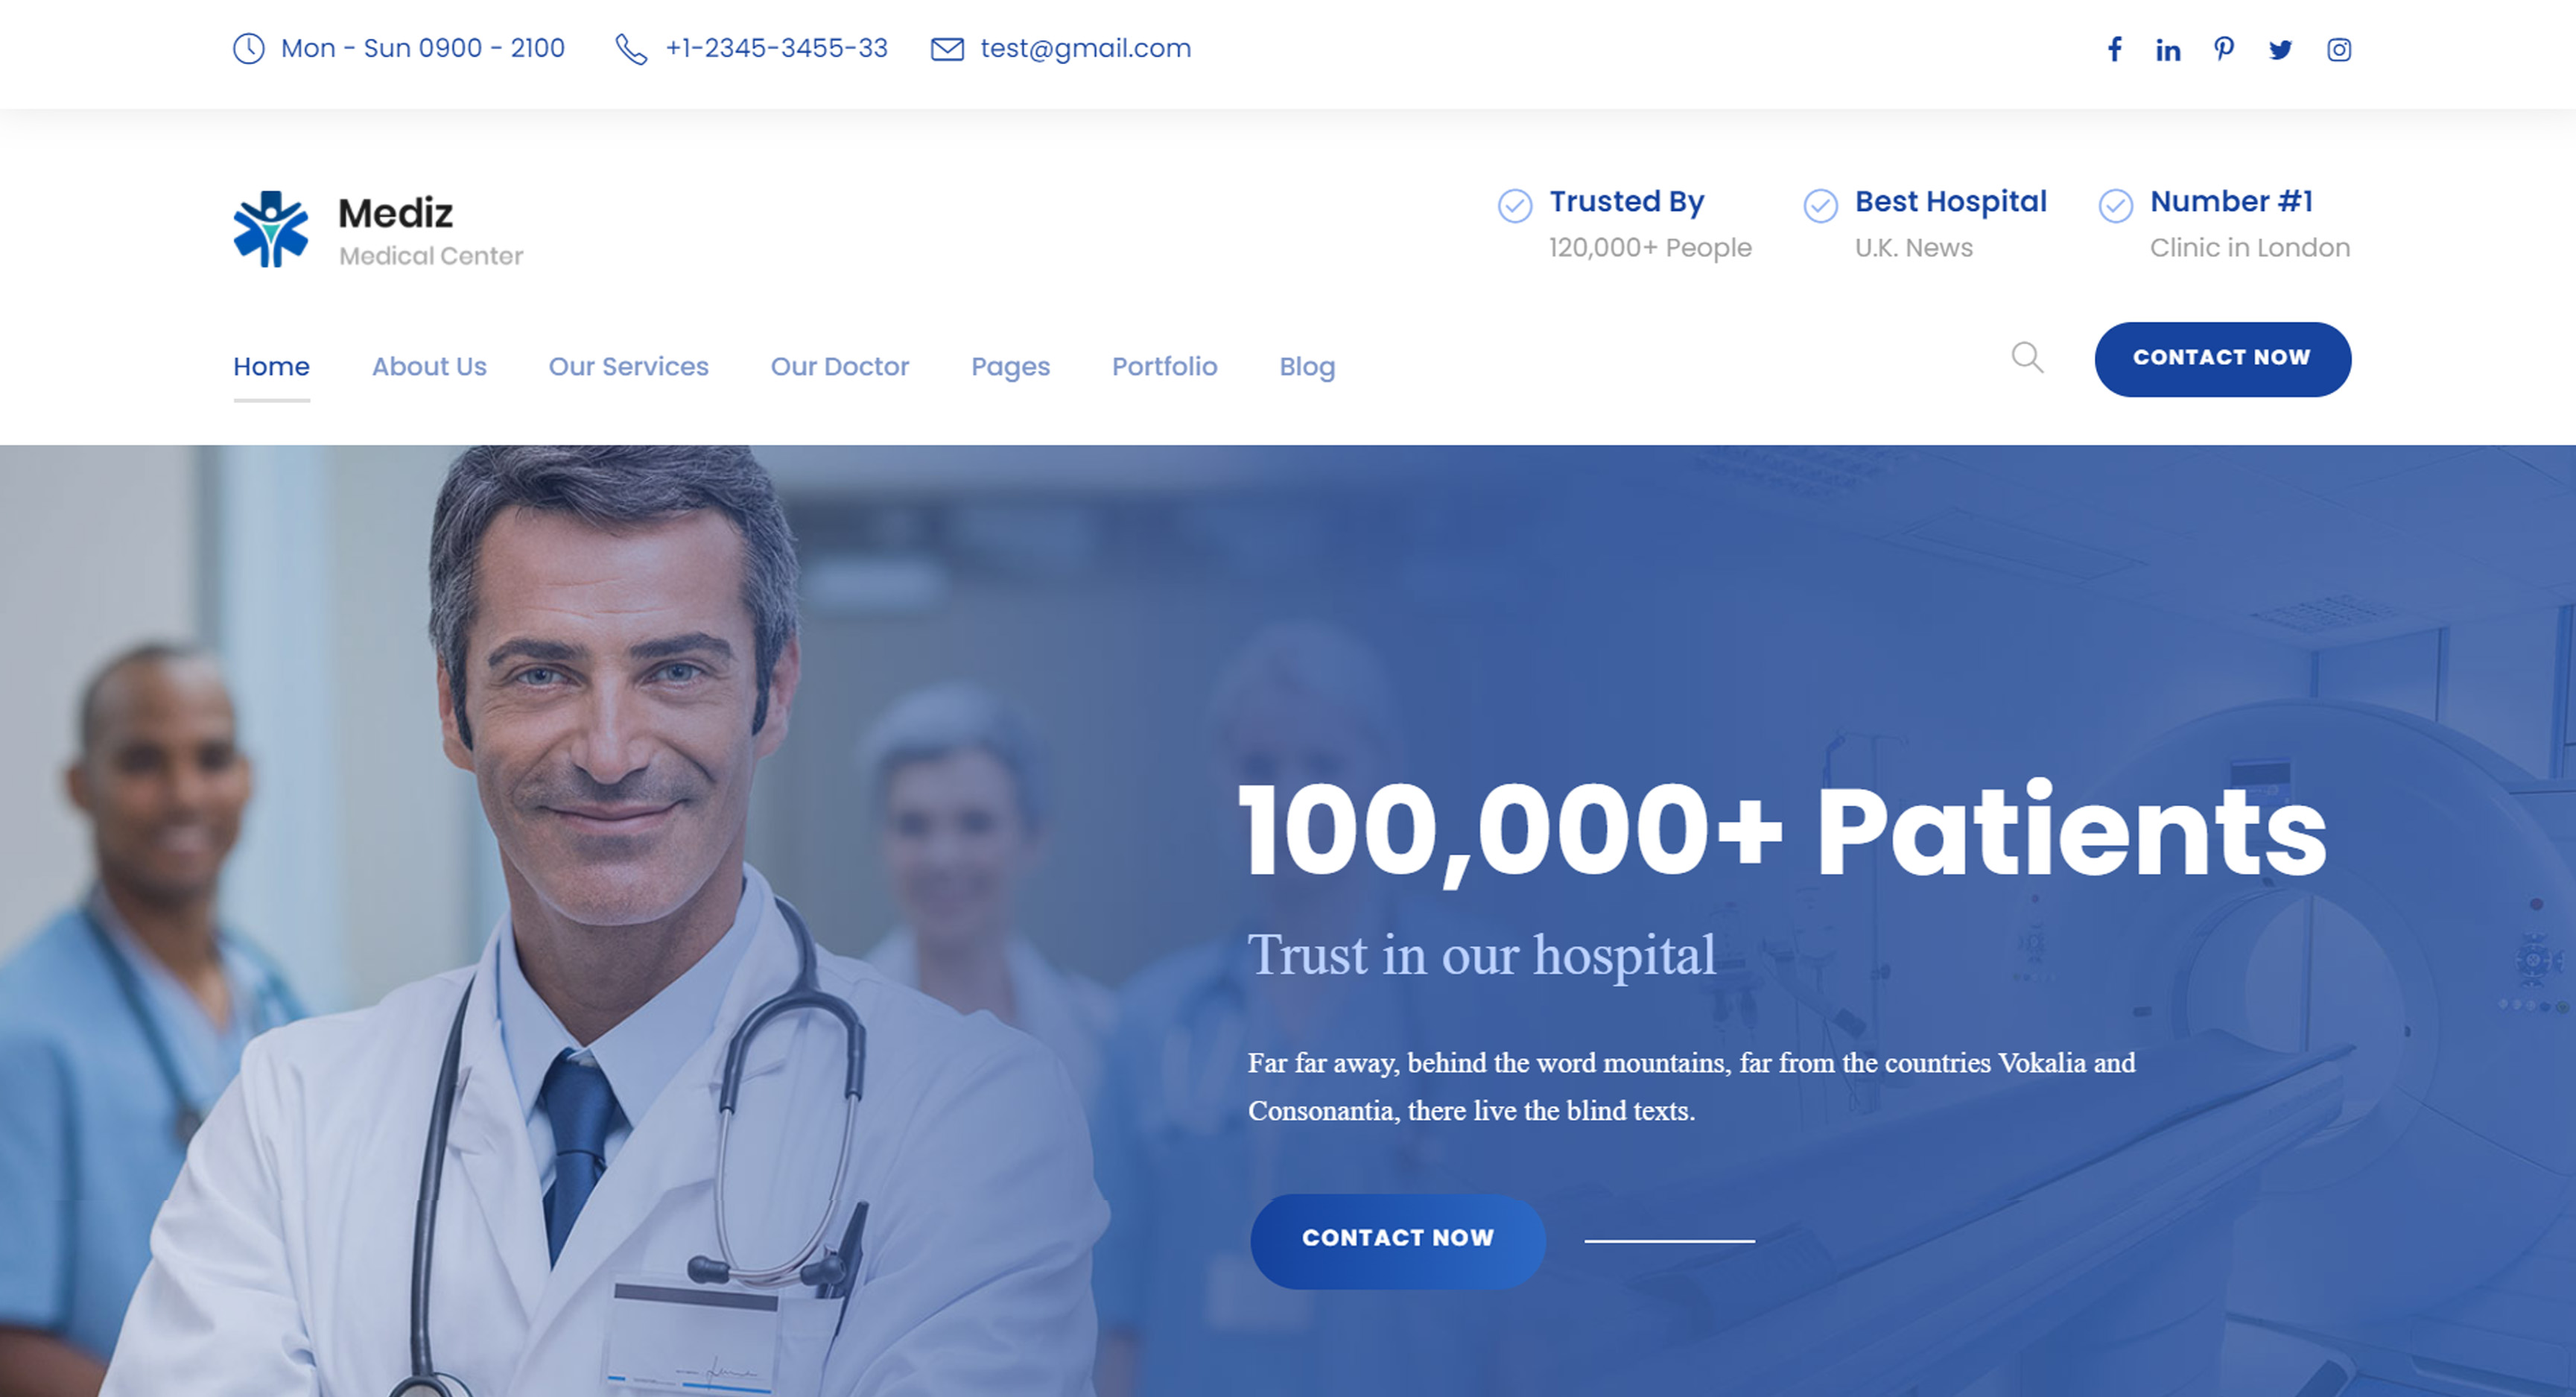 Mon - Sun 0900 - 2100
+1-2345-3455-33
test@gmail.com
Mediz
Medical Center
Trusted By
120,000+ People
Best Hospital
U.K. News
Number #1
Clinic in London
Home
About Us
Our Services
Our Doctor
Pages
Portfolio
Blog
CONTACT NOW
100,000+ Patients
Trust in our hospital
Far far away, behind the word mountains, far from the countries Vokalia and
Consonantia, there live the blind texts.
CONTACT NOW